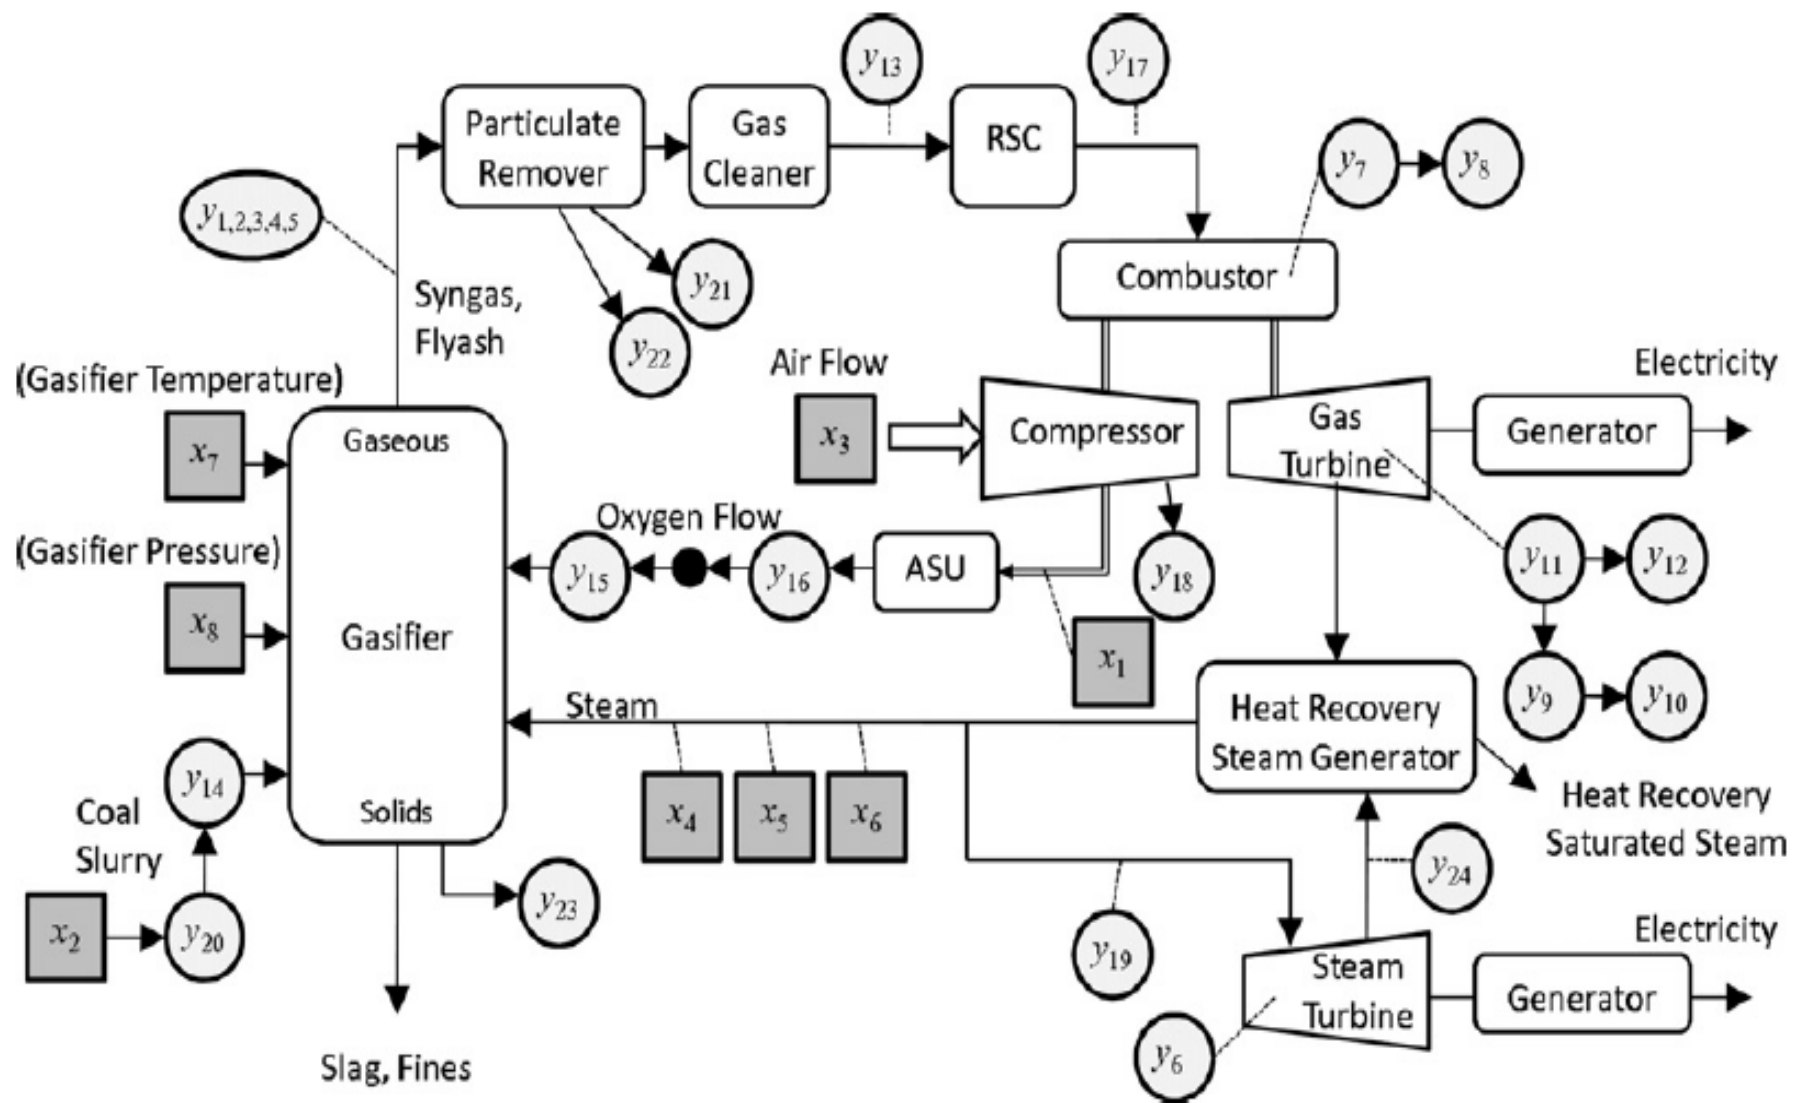 y13
y17
Particulate
Remover
Gas
Cleaner
RSC
y7
y8
y1,2,3,4,5
Combustor
y21
y22
Syngas,
Flyash
(Gasifier Temperature)
x7
Air Flow
x3
Compressor
Gas
Turbine
Generator
Electricity
Gaseous
Oxygen Flow
(Gasifier Pressure)
y15
y16
ASU
y18
y11
y12
x8
Gasifier
x1
y9
y10
Steam
Heat Recovery
Steam Generator
y14
x4
x5
x6
Solids
Coal
Slurry
Heat Recovery
Saturated Steam
y24
x2
y20
y23
y19
Electricity
Steam
Turbine
Generator
y6
Slag, Fines